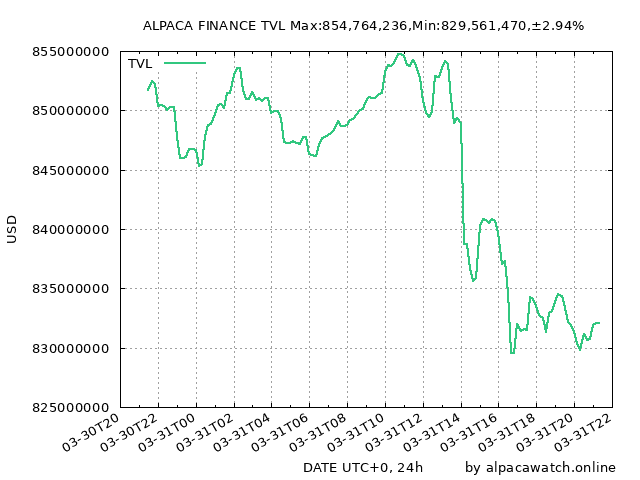 ALPACA FINANCE TVL Max:854,764,236,Min:829,561,470,±2.94%
TVL
855000000
850000000
845000000
840000000
835000000
830000000
825000000
USD
03-30T20
03-30T22
03-31T00
03-31T02
03-31T04
03-31T06
03-31T08
03-31T10
03-31T12
03-31T14
03-31T16
03-31T18
03-31T20
03-31T22
DATE UTC+0, 24h
by alpacawatch.online